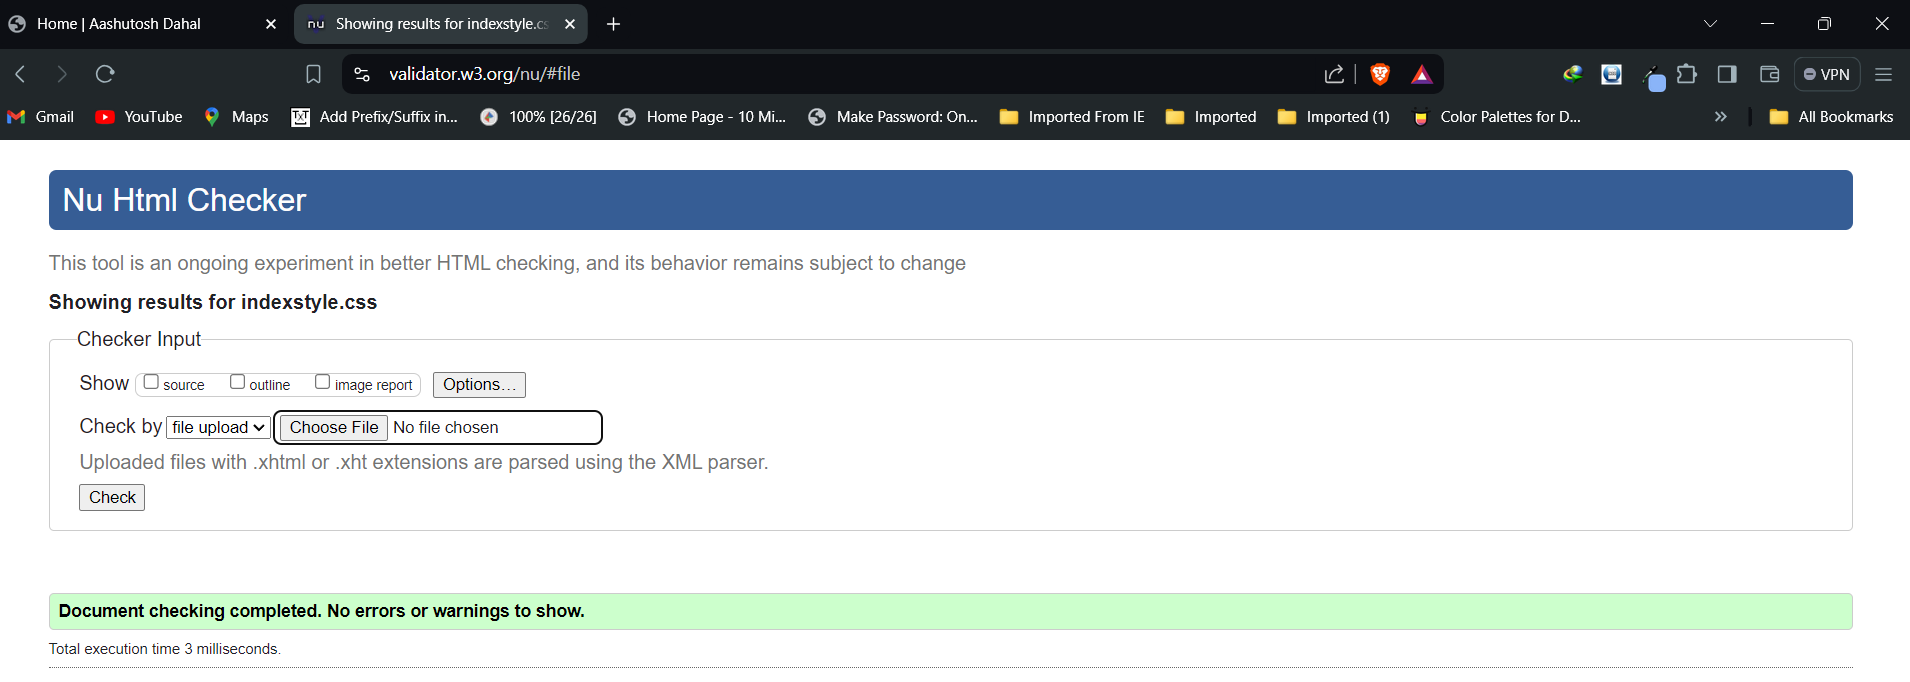 Home | Aashutosh Dahal
nu Showing results for indexstyle.cs
validator.w3.org/nu/#file
VPN
Gmail YouTube Maps TXT Add Prefix/Suffix in... 100% [26/26] Home Page - 10 Mi... Make Password: On... Imported From IE Imported Imported (1) Color Palettes for D... » All Bookmarks
Nu Html Checker
This tool is an ongoing experiment in better HTML checking, and its behavior remains subject to change
Showing results for indexstyle.css
Checker Input
Show source outline image report Options...
Check by file upload Choose File No file chosen
Uploaded files with .xhtml or .xht extensions are parsed using the XML parser.
Check
Document checking completed. No errors or warnings to show.
Total execution time 3 milliseconds.